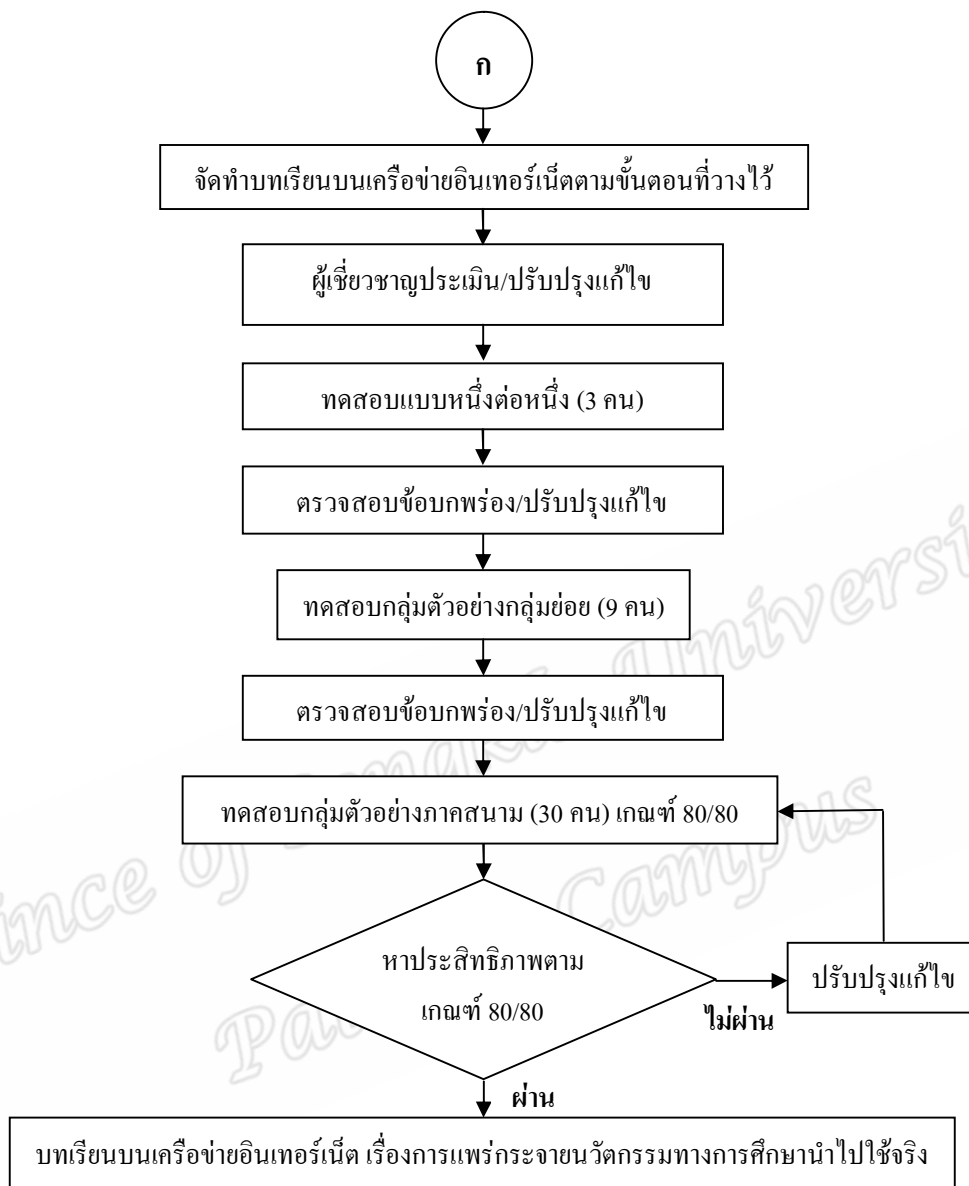 ก
จัดทำบทเรียนบนเครือข่ายอินเทอร์เน็ตตามขั้นตอนที่วางไว้
ผู้เชี่ยวชาญประเมิน/ปรับปรุงแก้ไข
ทดสอบแบบหนึ่งต่อหนึ่ง (3 คน)
ตรวจสอบข้อบกพร่อง/ปรับปรุงแก้ไข
ทดสอบกลุ่มตัวอย่างกลุ่มย่อย (9 คน)
ตรวจสอบข้อบกพร่อง/ปรับปรุงแก้ไข
ทดสอบกลุ่มตัวอย่างภาคสนาม (30 คน) เกณฑ์ 80/80
หาประสิทธิภาพตาม
เกณฑ์ 80/80
ไม่ผ่าน
ปรับปรุงแก้ไข
ผ่าน
บทเรียนบนเครือข่ายอินเทอร์เน็ต เรื่องการแพร่กระจายนวัตกรรมทางการศึกษานำไปใช้จริง
Campus